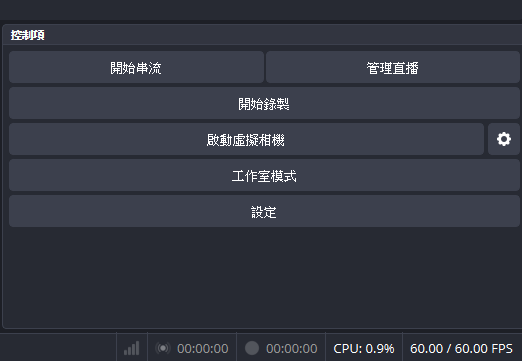 控制項
開始串流 管理直播
開始錄製
啟動虛擬相機
工作室模式
設定
00:00:00 00:00:00 CPU: 0.9% 60.00 / 60.00 FPS